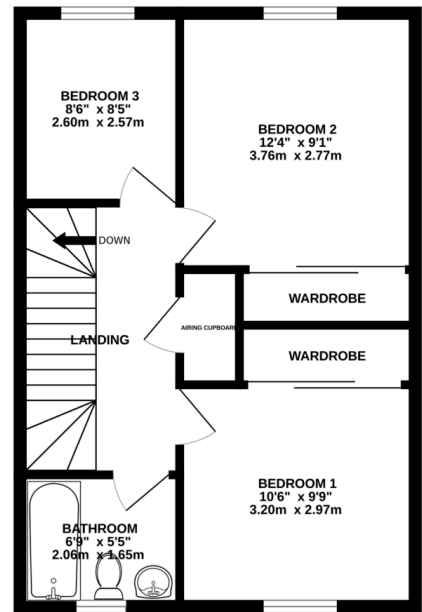 BEDROOM 3
8'6" x 8'5"
2.60m x 2.57m
BEDROOM 2
12'4" x 9'1"
3.76m x 2.77m
DOWN
WARDROBE
AIRING CUPBOARD
LANDING
WARDROBE
BEDROOM 1
10'6" x 9'9"
3.20m x 2.97m
BATHROOM
6'9" x 5'5"
2.06m x 1.65m